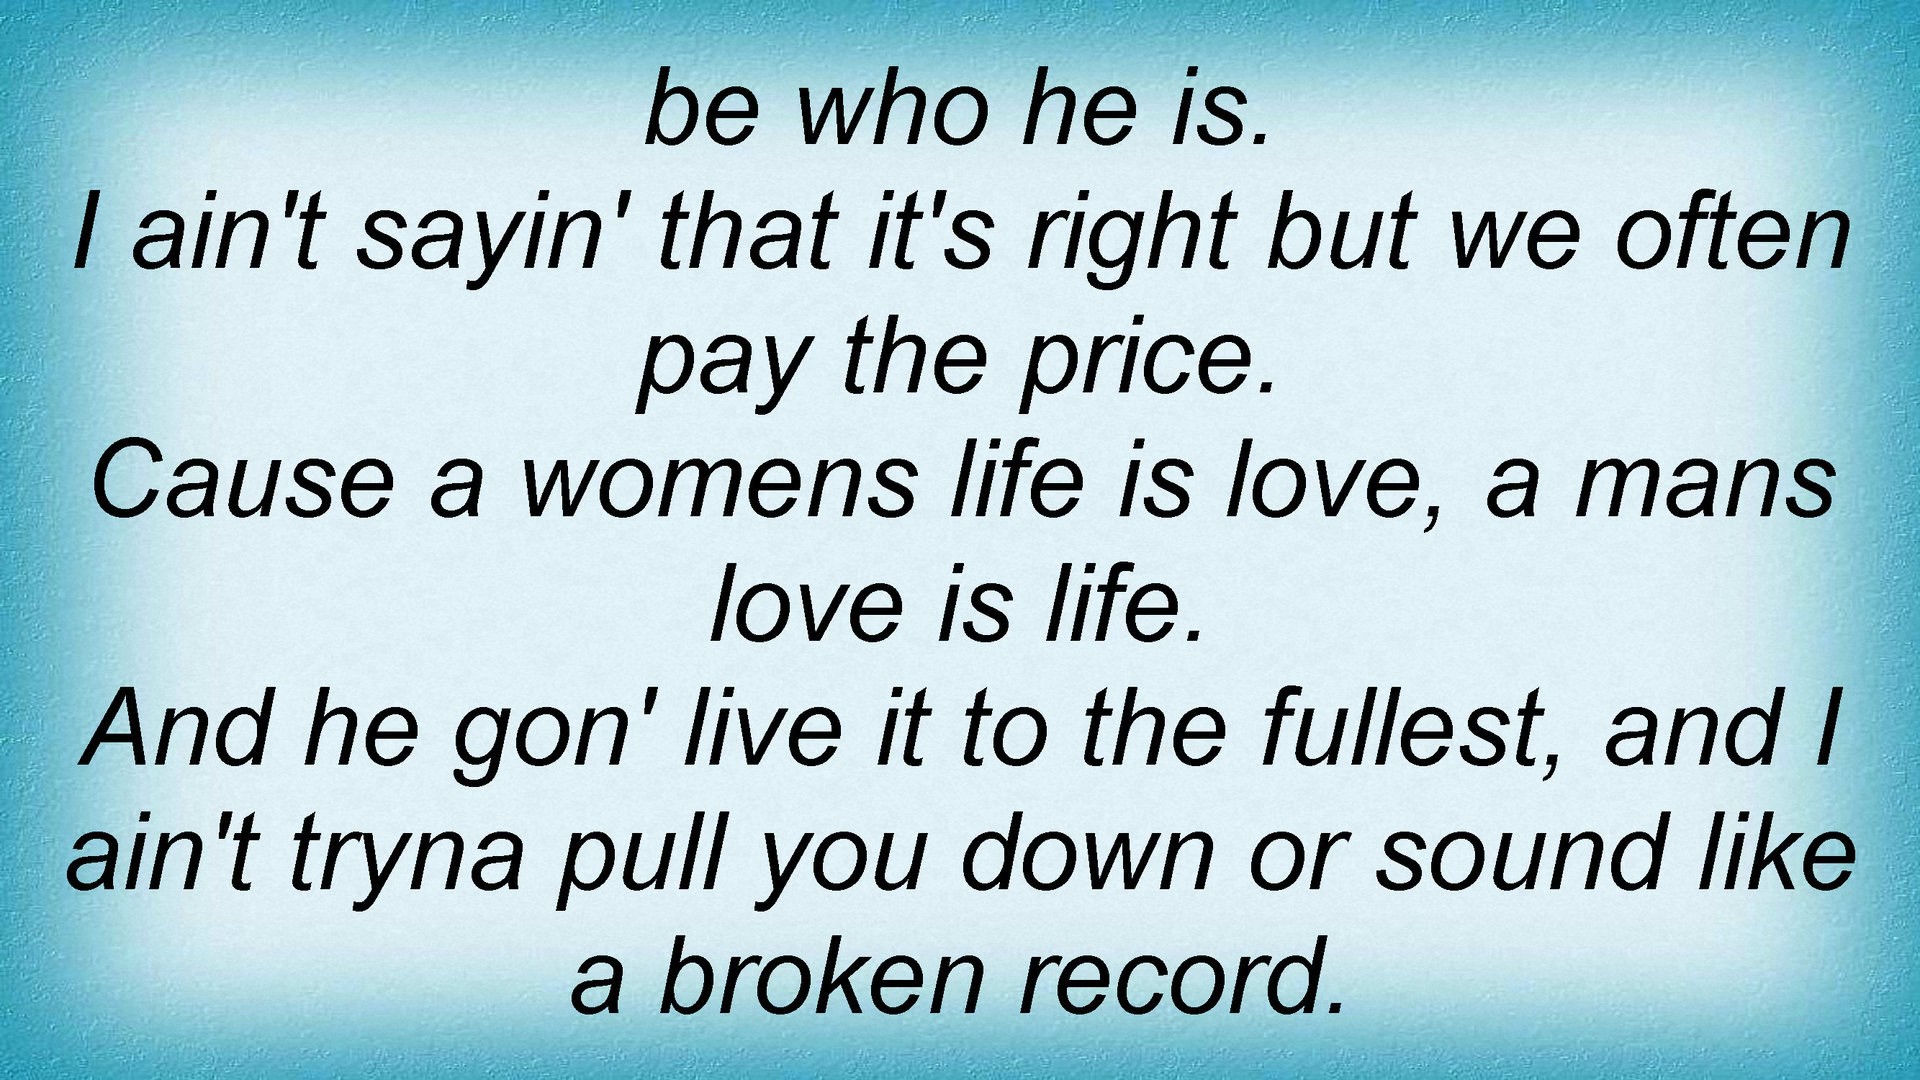 be who he is.
I ain't sayin' that it's right but we often
pay the price.
Cause a womens life is love, a mans
love is life.
And he gon' live it to the fullest, and I
ain't tryna pull you down or sound like
a broken record.